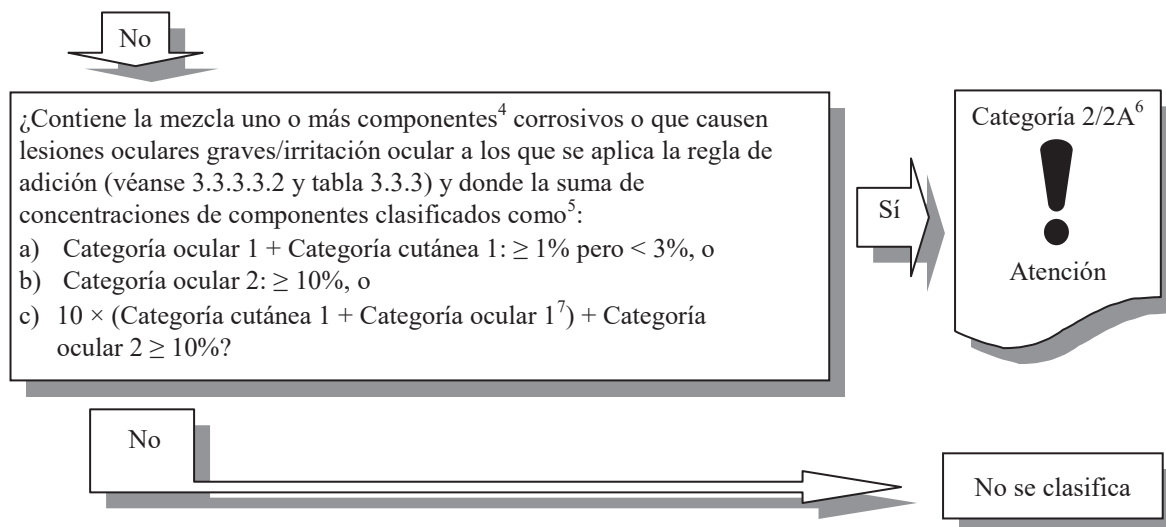 No
¿Contiene la mezcla uno o más componentes⁴ corrosivos o que causen
lesiones oculares graves/irritación ocular a los que se aplica la regla de
adición (véanse 3.3.3.3.2 y tabla 3.3.3) y donde la suma de
concentraciones de componentes clasificados como⁵:
a) Categoría ocular 1 + Categoría cutánea 1: ≥ 1% pero < 3%, o
b) Categoría ocular 2: ≥ 10%, o
c) 10 × (Categoría cutánea 1 + Categoría ocular 1⁷) + Categoría
ocular 2 ≥ 10%?
Sí
Categoría 2/2A⁶
Atención
No
No se clasifica